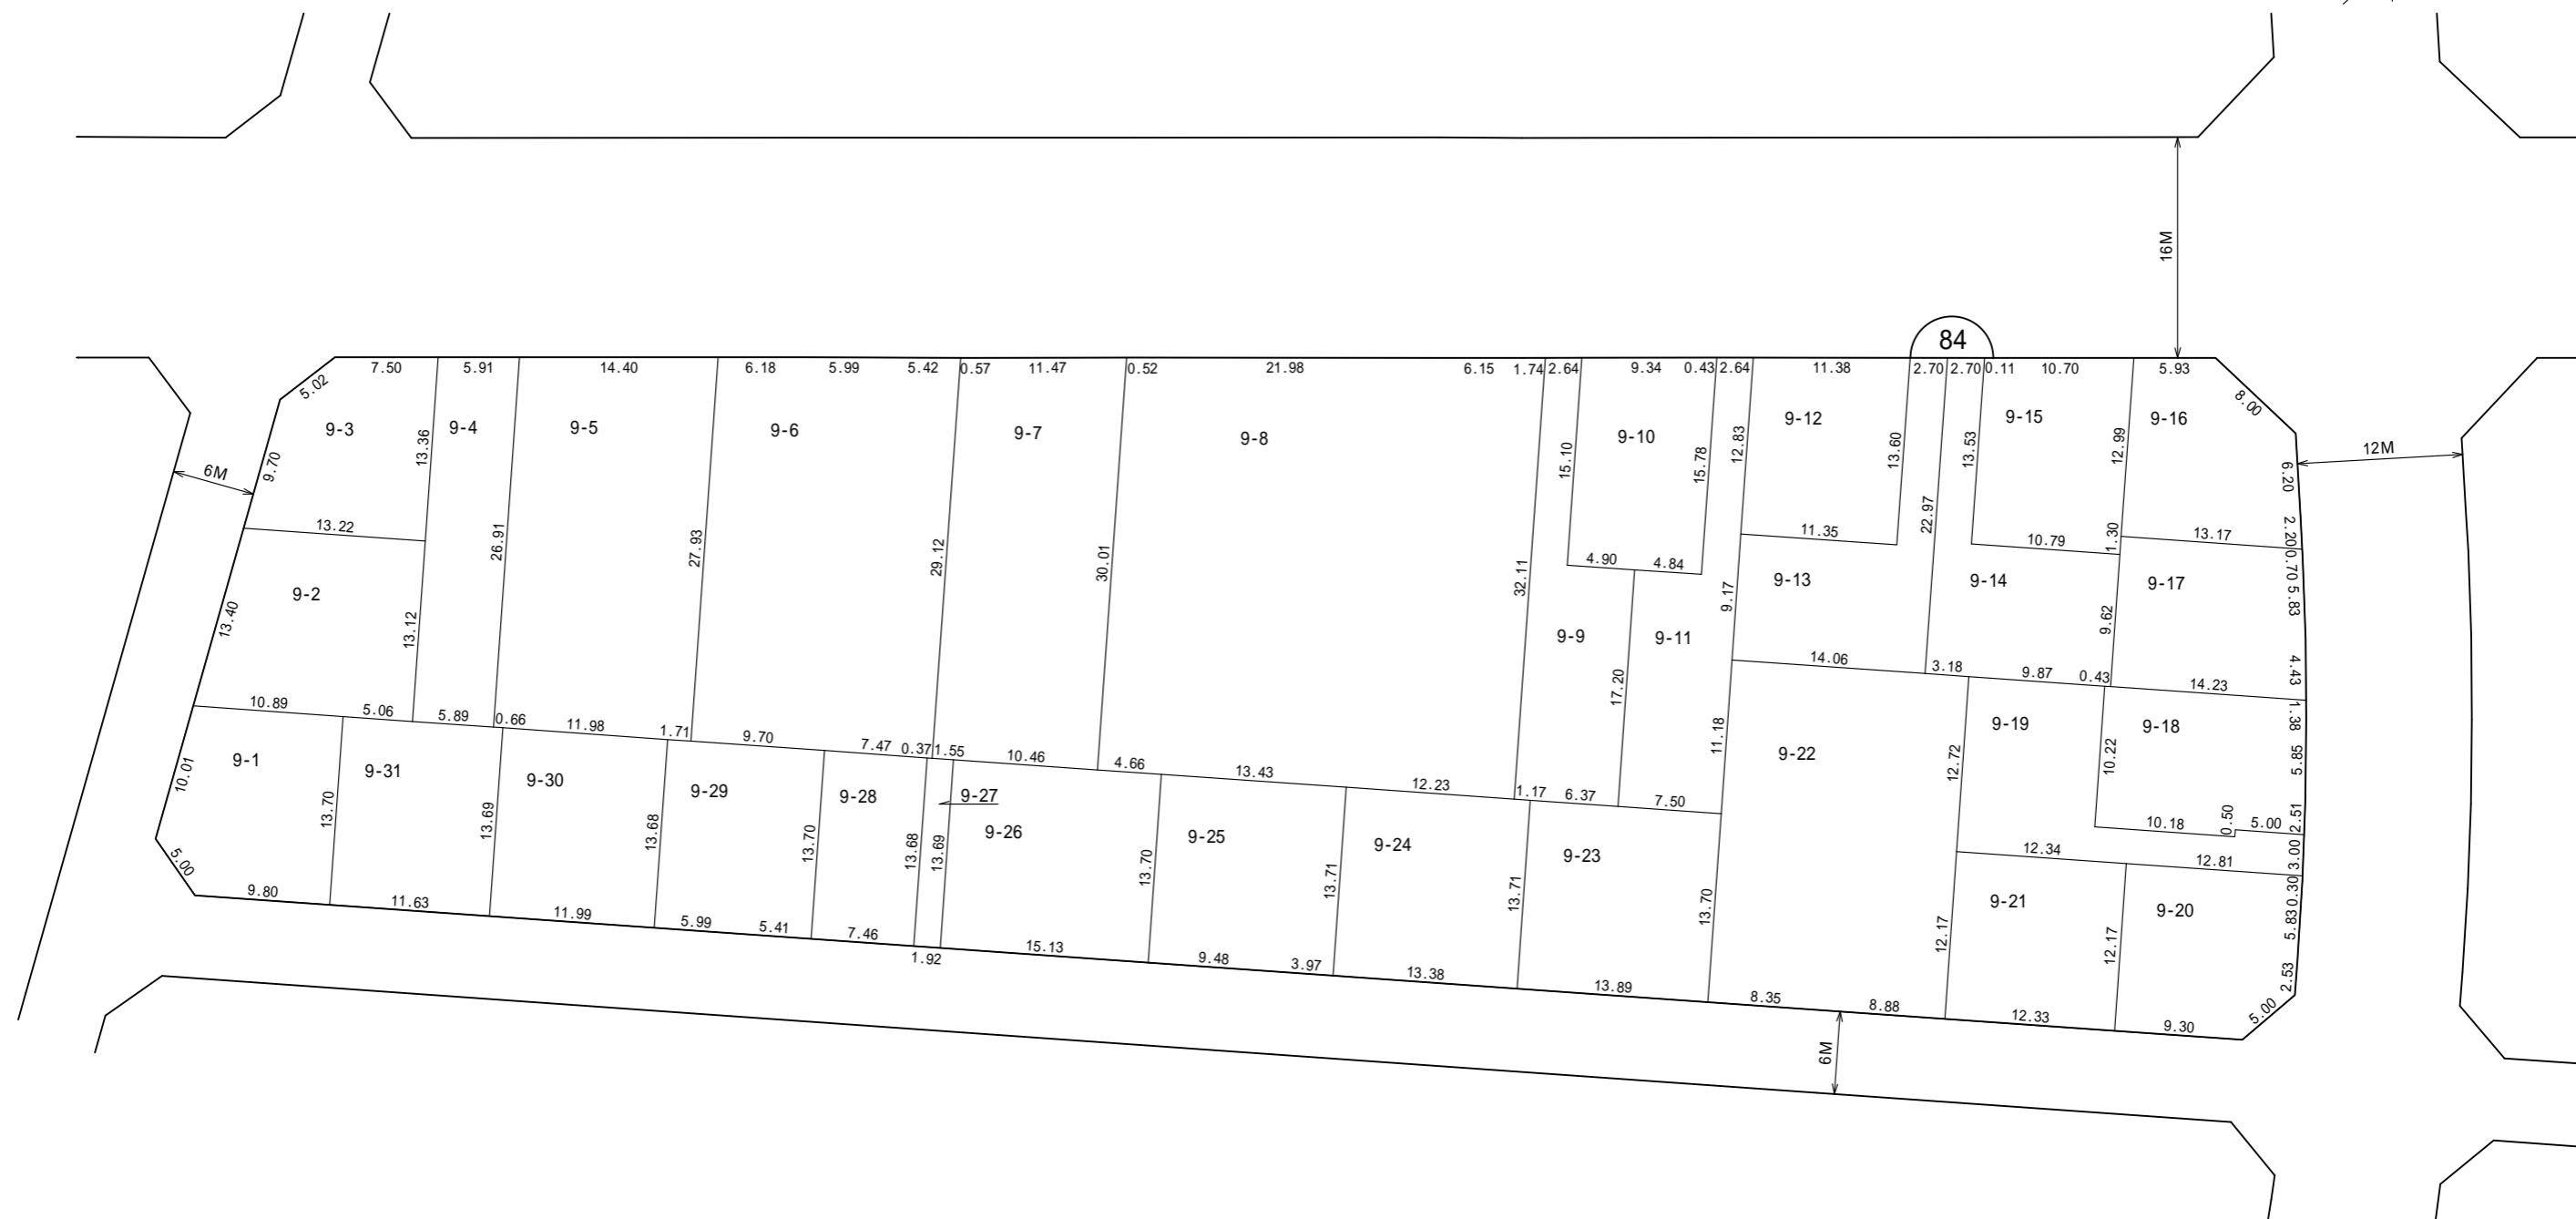 16M
84
7.50 5.91 14.40 6.18 5.99 5.42 0.57 11.47 0.52 21.98 6.15 1.74 2.64 9.34 0.43 2.64 11.38 2.70 2.70 0.11 10.70 5.93
5.02 8.00
9-3 9-4 9-5 9-6 9-7 9-8 9-10 9-12 9-15 9-16
6M 9.70 13.36 15.10 15.78 12.83 13.60 13.53 12.99 6.20 12M
13.22 26.91 27.93 29.12 30.01 32.11 4.90 4.84 11.35 22.97 10.79 1.30 13.17 2.20 0.70
9-2 9-9 9-11 9-13 9-14 9-17
13.40 13.12 17.20 9.17 9.62 5.83
10.89 5.06 5.89 0.66 11.98 1.71 9.70 7.47 0.37 1.55 10.46 4.66 13.43 12.23 1.17 6.37 7.50
14.06 3.18 9.87 0.43 14.23 4.43
9-1 9-31 9-30 9-29 9-28 9-27 9-26 9-25 9-24 9-23 9-22 9-19 9-18
11.18 12.72 10.22 1.38 5.85
10.01 13.70 13.69 13.68 13.70 13.68 13.69 13.70 13.71 13.71 13.70
10.18 0.50 5.00 2.51
12.34 12.81 3.00 0.30
9-21 9-20
12.17 12.17 5.83 2.53
5.00 9.80 11.63 11.99 5.99 5.41 7.46 1.92 15.13 9.48 3.97 13.38 13.89 8.35 8.88 12.33 9.30 5.00
6M